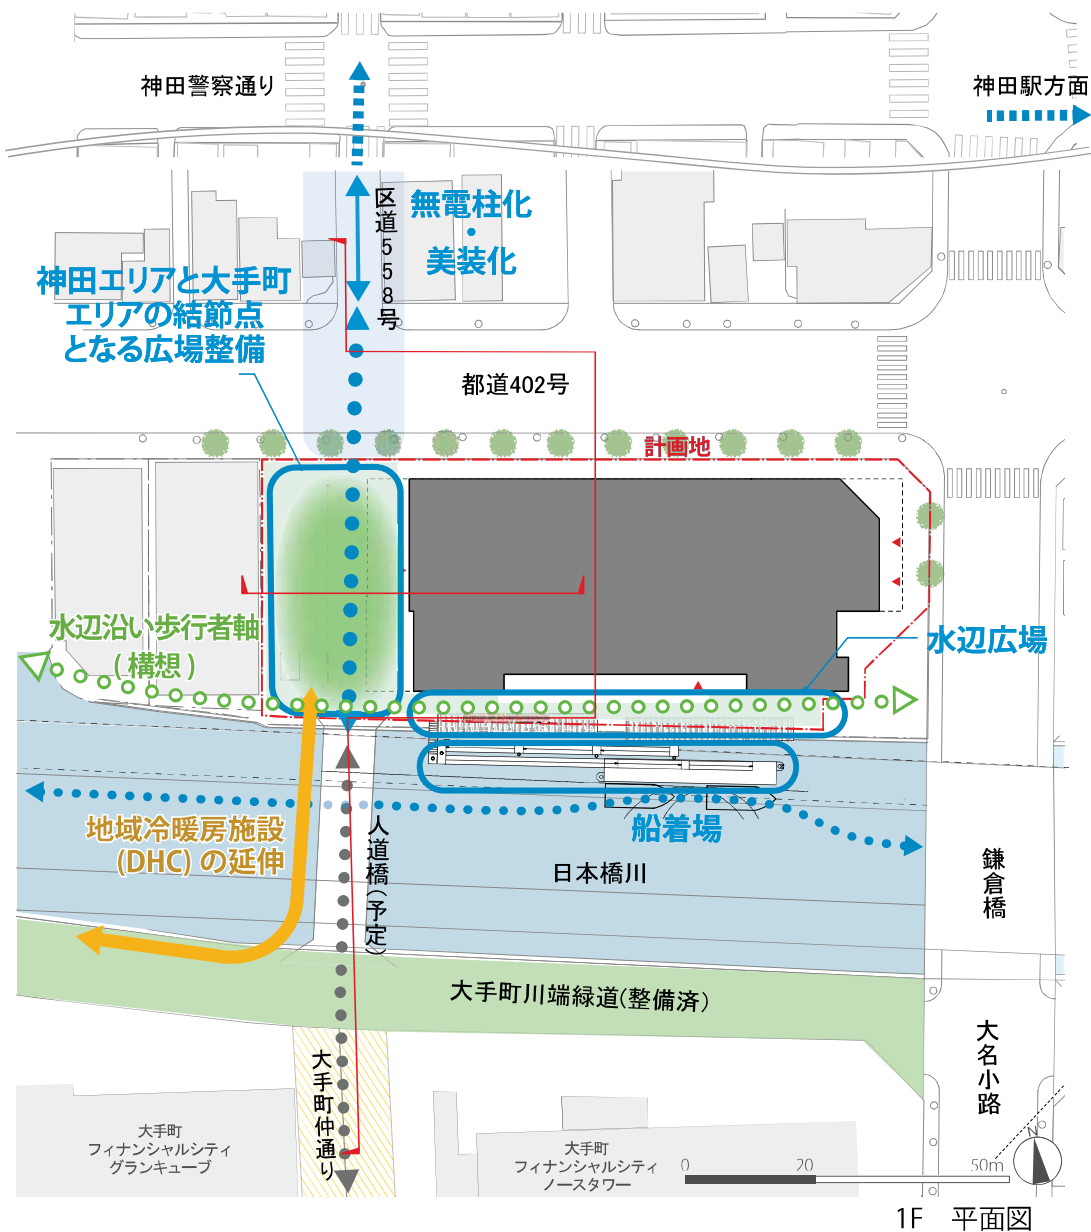 神田警察通り
神田駅方面
区道558号
無電柱化
・
美装化
神田エリアと大手町
エリアの結節点
となる広場整備
都道402号
計画地
水辺沿い歩行者軸
(構想)
水辺広場
船着場
地域冷暖房施設
(DHC)の延伸
人道橋(予定)
日本橋川
鎌倉橋
大手町川端緑道(整備済)
大名小路
大手町仲通り
大手町
フィナンシャルシティ
グランキューブ
大手町
フィナンシャルシティ
ノースタワー
0 20 50m
N
1F 平面図